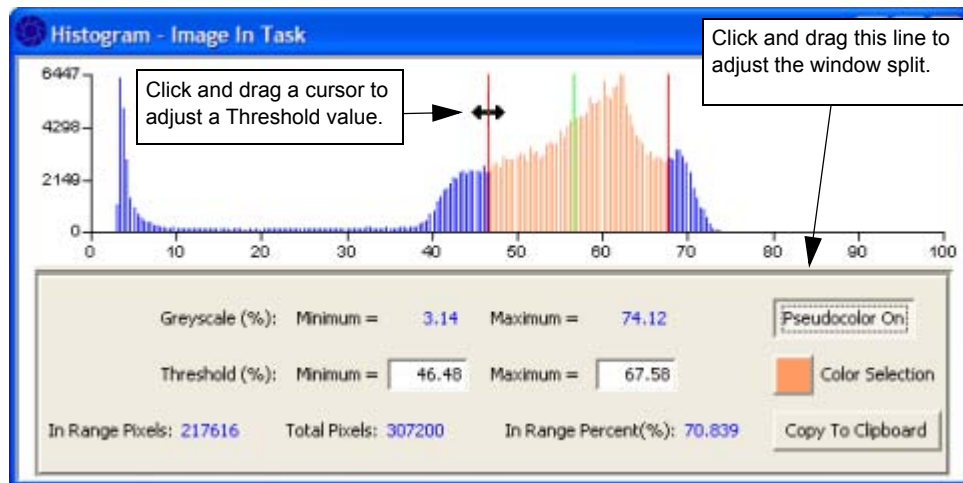 Histogram - Image In Task
Click and drag this line to
adjust the window split.
Click and drag a cursor to
adjust a Threshold value.
6447
4298
2149
0
0 10 20 30 40 50 60 70 80 90 100
Greyscale (%): Minimum = 3.14 Maximum = 74.12 Pseudocolor On
Threshold (%): Minimum = 46.48 Maximum = 67.58 Color Selection
In Range Pixels: 217616 Total Pixels: 307200 In Range Percent(%): 70.839 Copy To Clipboard